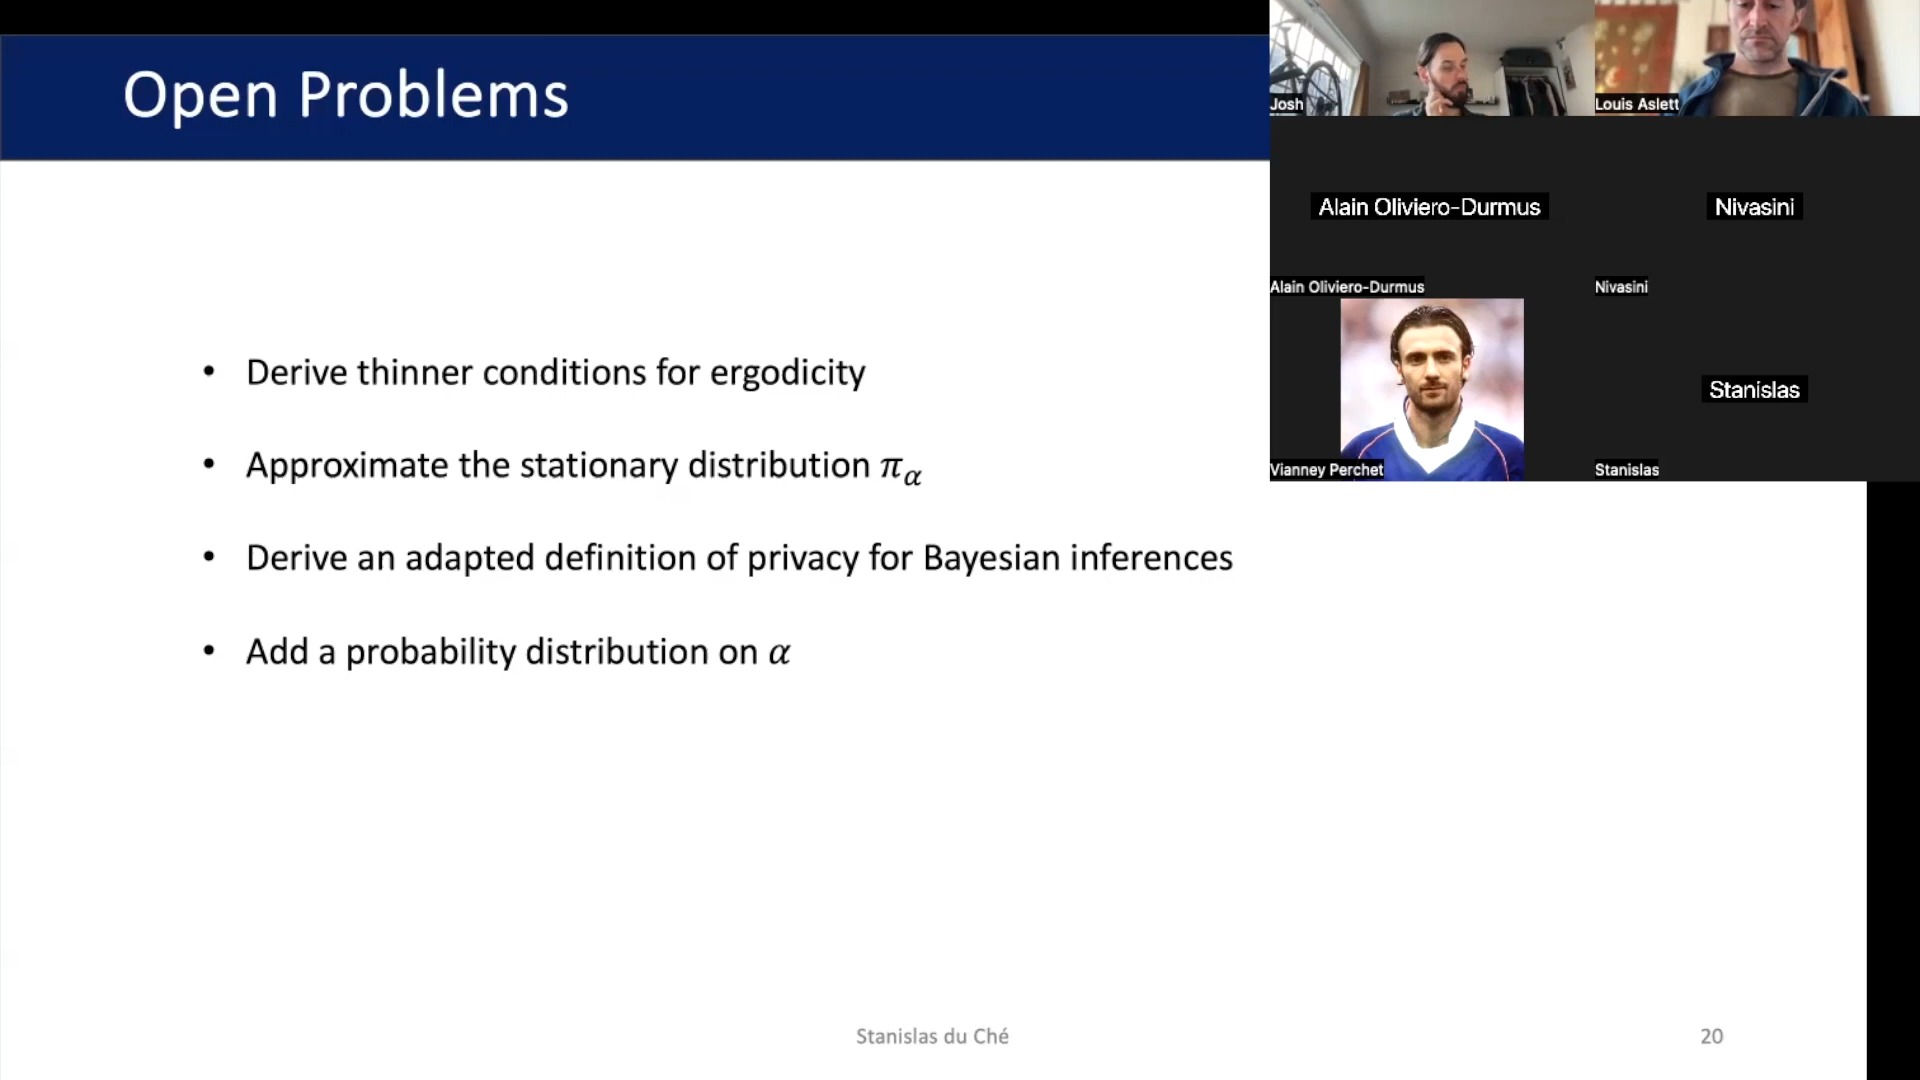 Open Problems
• Derive thinner conditions for ergodicity
• Approximate the stationary distribution π_α
• Derive an adapted definition of privacy for Bayesian inferences
• Add a probability distribution on α
Stanislas du Ché
20
Josh
Louis Aslett
Alain Oliviero-Durmus
Nivasini
Alain Oliviero-Durmus
Nivasini
Stanislas
Vianney Perchet
Stanislas